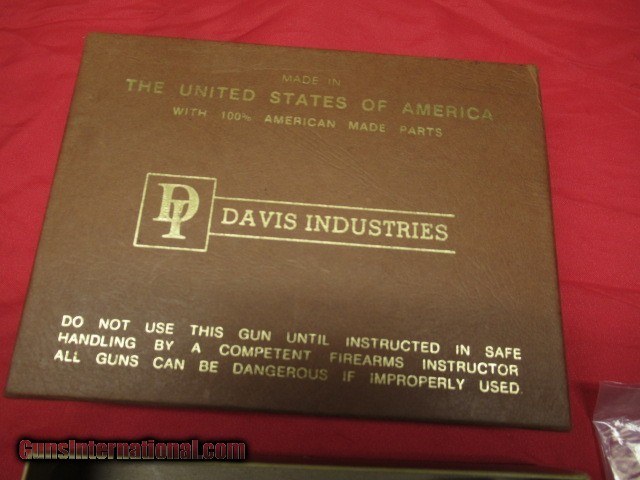 MADE IN
THE UNITED STATES OF AMERICA
WITH 100% AMERICAN MADE PARTS
DI DAVIS INDUSTRIES
DO NOT USE THIS GUN UNTIL INSTRUCTED IN SAFE
HANDLING BY A COMPETENT FIREARMS INSTRUCTOR
ALL GUNS CAN BE DANGEROUS IF IMPROPERLY USED.
GunsInternational.com